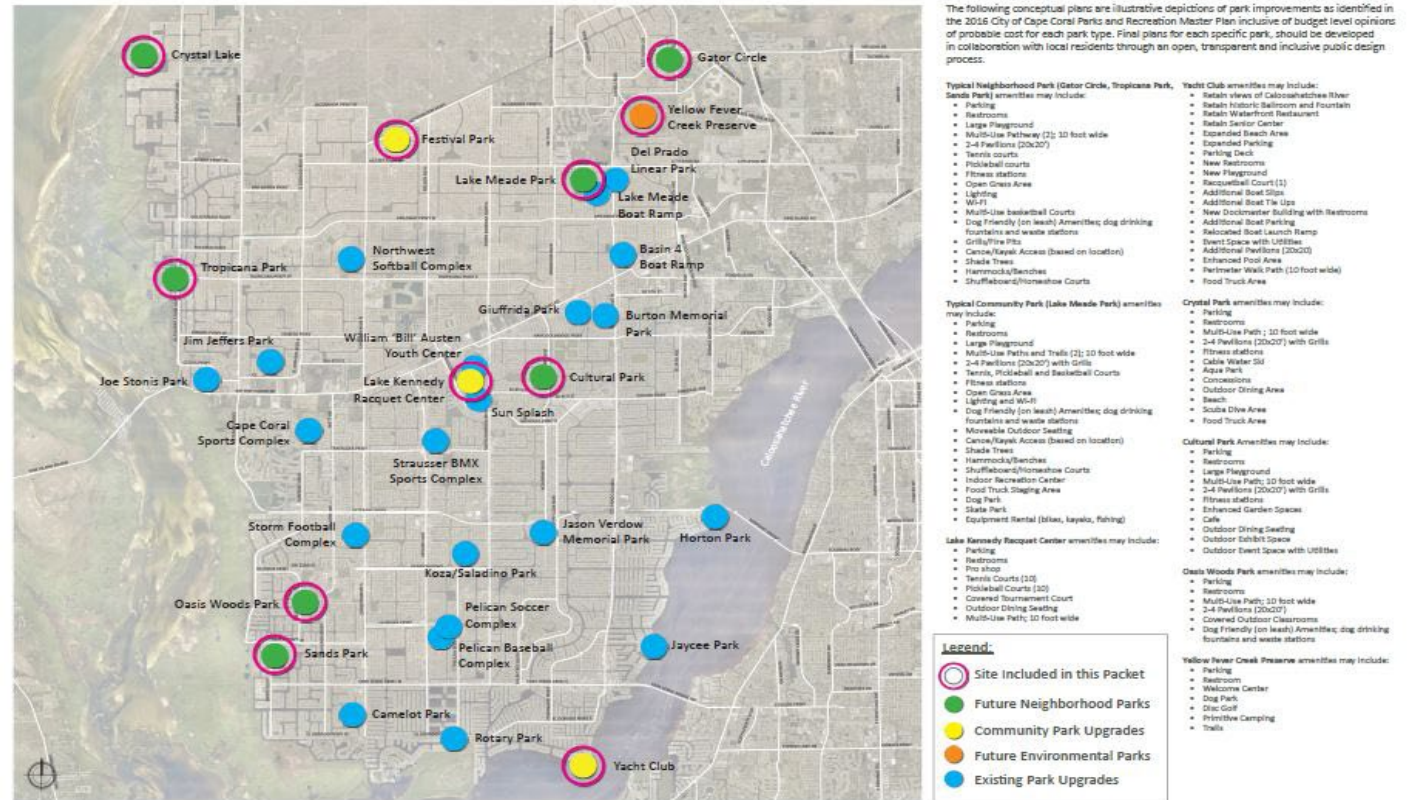 The following conceptual plans are illustrative depictions of park improvements as identified in
the 2016 City of Cape Coral Parks and Recreation Master Plan inclusive of budget level opinions
of probable cost for each park type. Final plans for each specific park, should be developed
in collaboration with local residents through an open, transparent and inclusive public design
process.
Crystal Lake
Gator Circle
Yellow Fever
Creek Preserve
Festival Park
Del Prado
Linear Park
Lake Meade Park
Lake Meade
Boat Ramp
Northwest
Softball Complex
Basin 4
Boat Ramp
Tropicana Park
Giuffrida Park
Burton Memorial
Park
Jim Jeffers Park
William 'Bill' Austen
Youth Center
Joe Stonis Park
Lake Kennedy
Racquet Center
Cultural Park
Sun Splash
Cape Coral
Sports Complex
Strausser BMX
Sports Complex
Caloosahatchee River
Storm Football
Complex
Jason Verdow
Memorial Park
Horton Park
Koza/Saladino Park
Oasis Woods Park
Pelican Soccer
Complex
Sands Park
Pelican Baseball
Complex
Jaycee Park
Camelot Park
Rotary Park
Yacht Club
Typical Neighborhood Park (Gator Circle, Tropicana Park,
Sands Park) amenities may include:
• Parking
• Restrooms
• Large Playground
• Multi-Use Pathway (2); 10 foot wide
• 2-4 Pavilions (20x20')
• Tennis courts
• Pickleball courts
• Fitness stations
• Open Grass Area
• Lighting
• Wi-Fi
• Multi-Use basketball Courts
• Dog Friendly (on leash) Amenities; dog drinking
fountains and waste stations
• Grills/Fire Pits
• Canoe/Kayak Access (based on location)
• Shade Trees
• Hammocks/Benches
• Shuffleboard/Horseshoe Courts
Typical Community Park (Lake Meade Park) amenities
may include:
• Parking
• Restrooms
• Large Playground
• Multi-Use Paths and Trails (2); 10 foot wide
• 2-4 Pavilions (20x20') with Grills
• Tennis, Pickleball and Basketball Courts
• Fitness stations
• Open Grass Area
• Lighting and Wi-Fi
• Dog Friendly (on leash) Amenities; dog drinking
fountains and waste stations
• Moveable Outdoor Seating
• Canoe/Kayak Access (based on location)
• Shade Trees
• Hammocks/Benches
• Shuffleboard/Horseshoe Courts
• Indoor Recreation Center
• Food Truck Staging Area
• Dog Park
• Skate Park
• Equipment Rental (bikes, kayaks, fishing)
Lake Kennedy Racquet Center amenities may include:
• Parking
• Restrooms
• Pro shop
• Tennis Courts (10)
• Pickleball Courts (10)
• Covered Tournament Court
• Outdoor Dining Seating
• Multi-Use Path; 10 foot wide
Yacht Club amenities may include:
• Retain views of Caloosahatchee River
• Retain historic Ballroom and Fountain
• Retain Waterfront Restaurant
• Retain Senior Center
• Expanded Beach Area
• Expanded Parking
• Parking Deck
• New Restrooms
• New Playground
• Racquetball Court (1)
• Additional Boat Slips
• Additional Boat Tie Ups
• New Dockmaster Building with Restrooms
• Additional Boat Parking
• Relocated Boat Launch Ramp
• Event Space with Utilities
• Additional Pavilions (20x20)
• Enhanced Pool Area
• Perimeter Walk Path (10 foot wide)
• Food Truck Area
Crystal Park amenities may include:
• Parking
• Restrooms
• Multi-Use Path ; 10 foot wide
• 2-4 Pavilions (20x20') with Grills
• Fitness stations
• Cable Water Ski
• Aqua Park
• Concessions
• Outdoor Dining Area
• Beach
• Scuba Dive Area
• Food Truck Area
Cultural Park Amenities may include:
• Parking
• Restrooms
• Large Playground
• Multi-Use Path; 10 foot wide
• 2-4 Pavilions (20x20') with Grills
• Fitness stations
• Enhanced Garden Spaces
• Cafe
• Outdoor Dining Seating
• Outdoor Exhibit Space
• Outdoor Event Space with Utilities
Oasis Woods Park amenities may include:
• Parking
• Restrooms
• Multi-Use Path; 10 foot wide
• 2-4 Pavilions (20x20')
• Covered Outdoor Classrooms
• Dog Friendly (on leash) Amenities; dog drinking
fountains and waste stations
Yellow Fever Creek Preserve amenities may include:
• Parking
• Restroom
• Welcome Center
• Dog Park
• Disc Golf
• Primitive Camping
• Trails
Legend:
Site Included in this Packet
Future Neighborhood Parks
Community Park Upgrades
Future Environmental Parks
Existing Park Upgrades